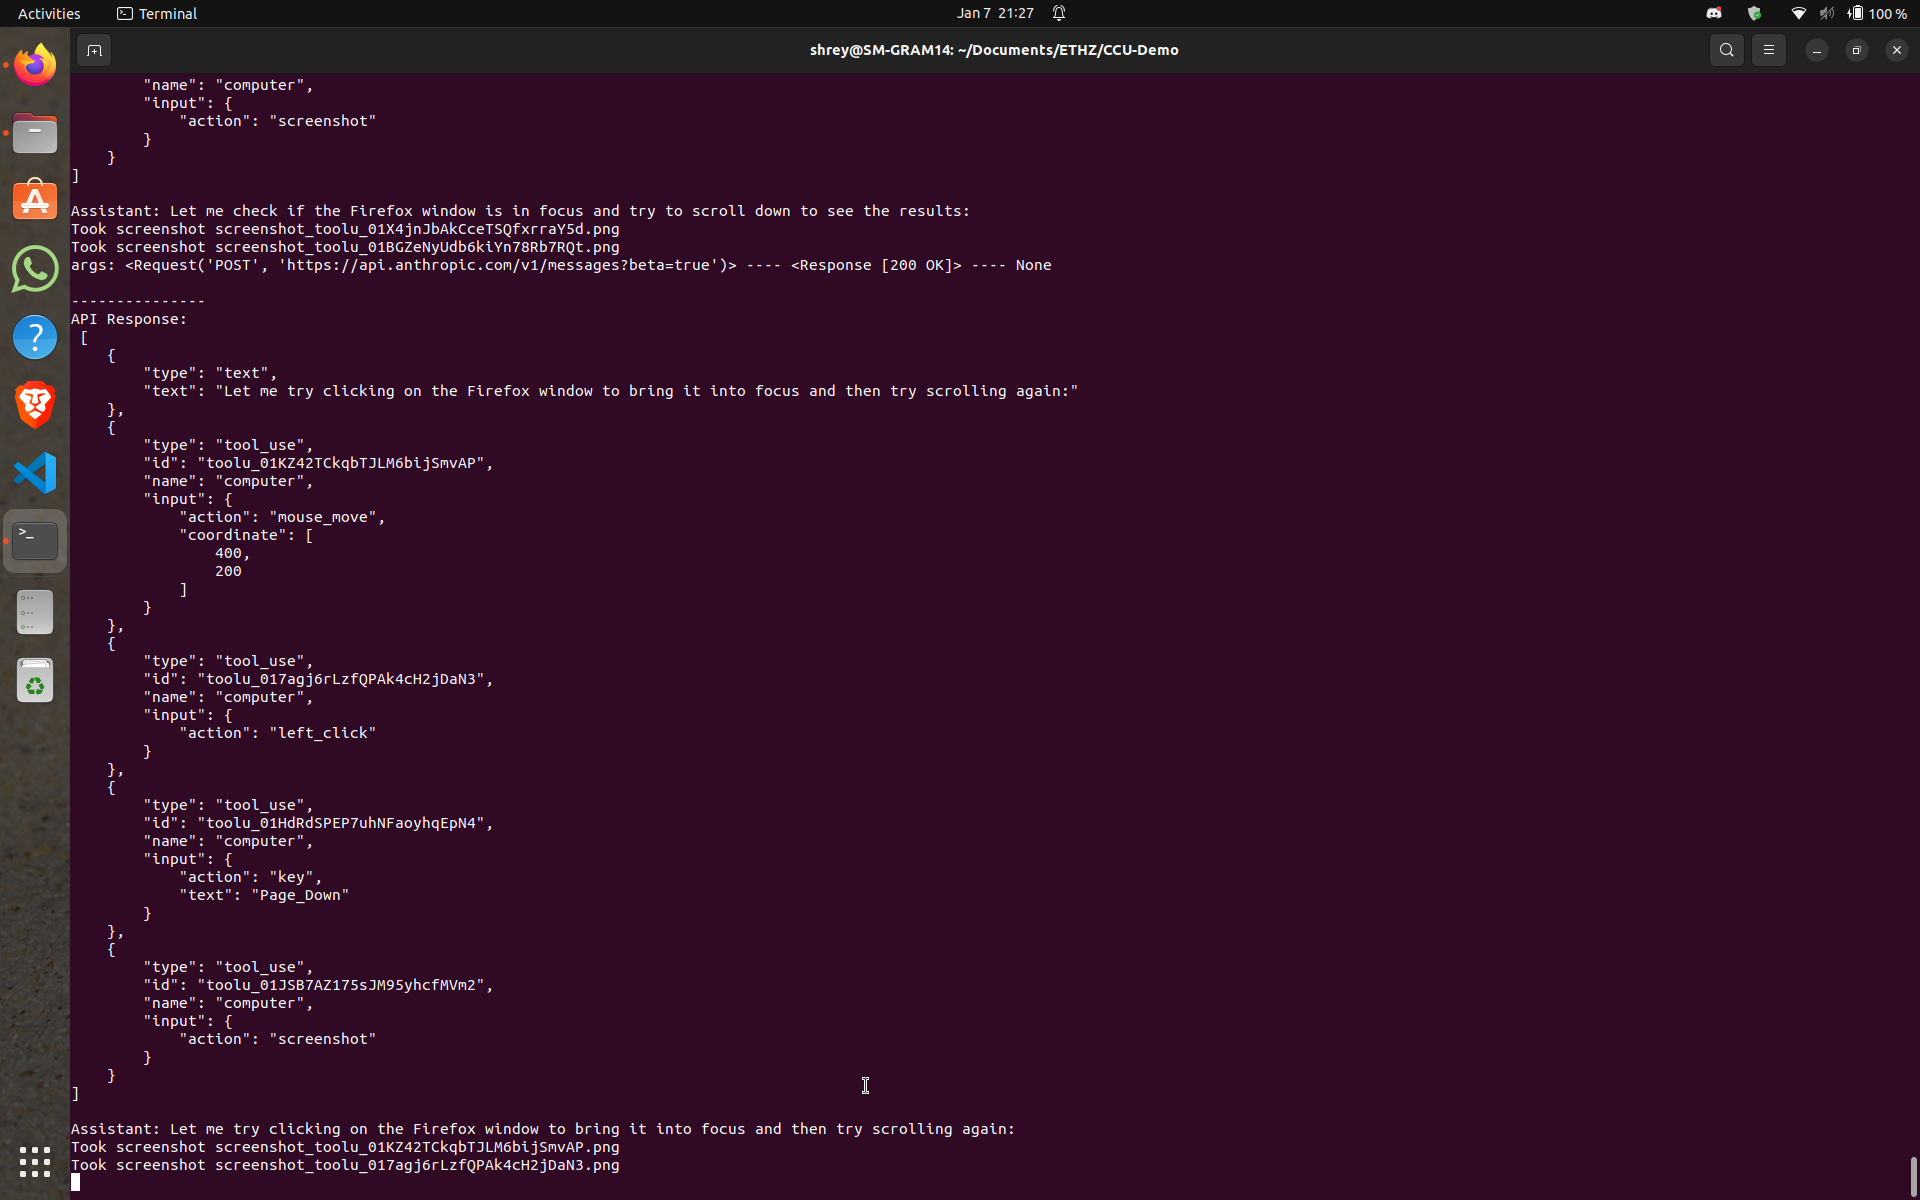 Activities
Terminal
Jan 7 21:27
100 %
shrey@SM-GRAM14: ~/Documents/ETHZ/CCU-Demo
"name": "computer",
"input": {
"action": "screenshot"
}
}
]
Assistant: Let me check if the Firefox window is in focus and try to scroll down to see the results:
Took screenshot screenshot_toolu_01X4jnJbAkCceTSQfxrraY5d.png
Took screenshot screenshot_toolu_01BGZeNyUdb6kiYn78Rb7RQt.png
args: <Request('POST', 'https://api.anthropic.com/v1/messages?beta=true')> ---- <Response [200 OK]> ---- None
---------------
API Response:
[
{
"type": "text",
"text": "Let me try clicking on the Firefox window to bring it into focus and then try scrolling again:"
},
{
"type": "tool_use",
"id": "toolu_01KZ42TCkqbTJLM6bijSmvAP",
"name": "computer",
"input": {
"action": "mouse_move",
"coordinate": [
400,
200
]
}
},
{
"type": "tool_use",
"id": "toolu_017agj6rLzfQPAk4cH2jDaN3",
"name": "computer",
"input": {
"action": "left_click"
}
},
{
"type": "tool_use",
"id": "toolu_01HdRdSPEP7uhNFaoyhqEpN4",
"name": "computer",
"input": {
"action": "key",
"text": "Page_Down"
}
},
{
"type": "tool_use",
"id": "toolu_01JSB7AZ175sJM95yhcfMVm2",
"name": "computer",
"input": {
"action": "screenshot"
}
}
]
Assistant: Let me try clicking on the Firefox window to bring it into focus and then try scrolling again:
Took screenshot screenshot_toolu_01KZ42TCkqbTJLM6bijSmvAP.png
Took screenshot screenshot_toolu_017agj6rLzfQPAk4cH2jDaN3.png